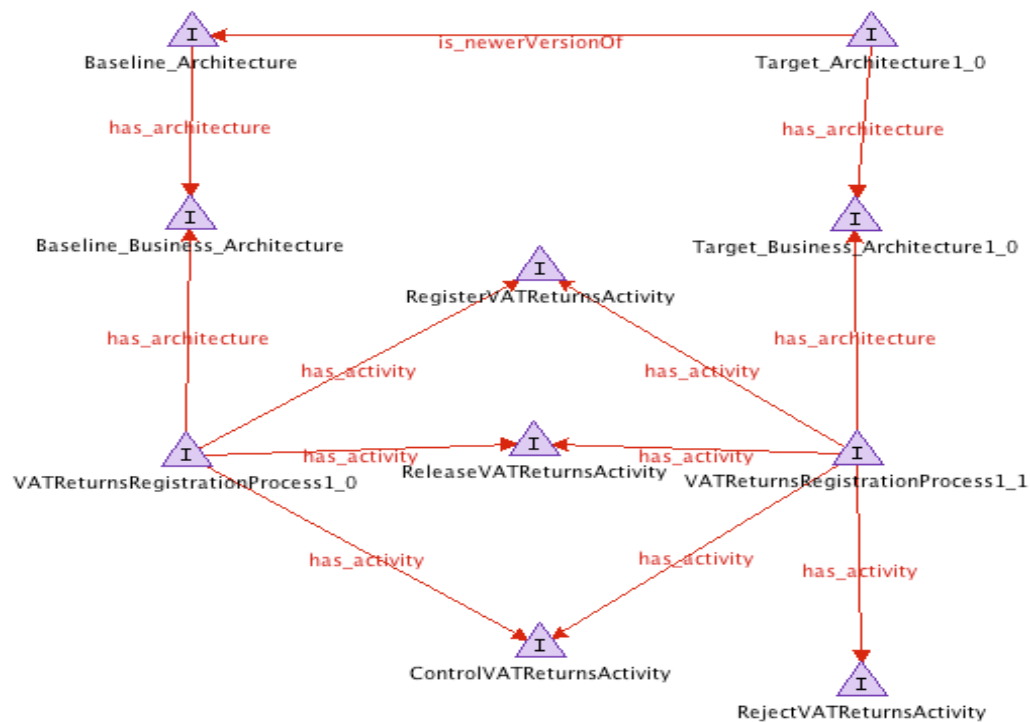 I
I
is_newerVersionOf
Baseline_Architecture
Target_Architecture1_0
has_architecture
has_architecture
I
I
Baseline_Business_Architecture
Target_Business_Architecture1_0
I
RegisterVATReturnsActivity
has_architecture
has_architecture
has_activity
has_activity
I
I
I
has_activity
has_activity
ReleaseVATReturnsActivity
VATReturnsRegistrationProcess1_0
VATReturnsRegistrationProcess1_1
has_activity
has_activity
has_activity
I
ControlVATReturnsActivity
I
RejectVATReturnsActivity